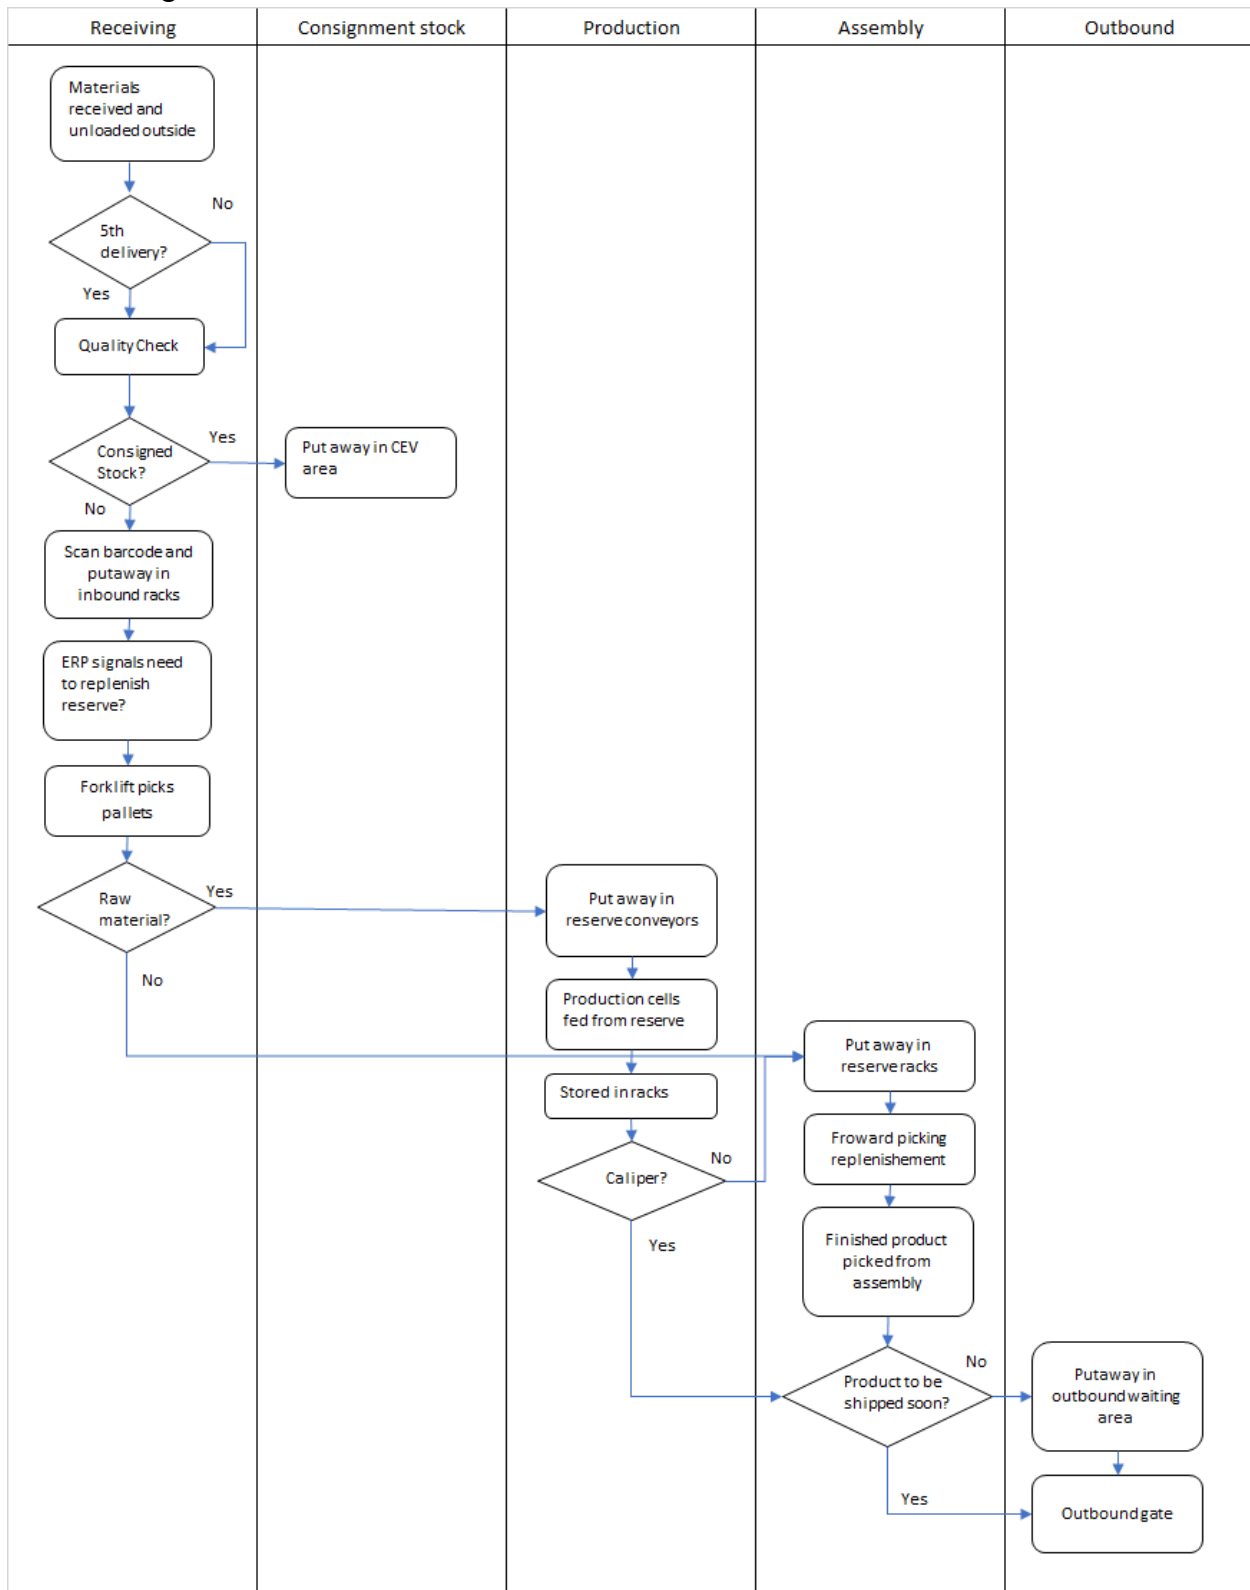 Receiving
Consignment stock
Production
Assembly
Outbound
Materials
received and
unloaded outside
No
5th
delivery?
Yes
Quality Check
Consigned
Stock?
Yes
Put away in CEV
area
No
Scan barcode and
putaway in
inbound racks
ERP signals need
to replenish
reserve?
Forklift picks
pallets
Raw
material?
Yes
No
Put away in
reserve conveyors
Production cells
fed from reserve
Stored in racks
Caliper?
No
Yes
Put away in
reserve racks
Froward picking
replenishement
Finished product
picked from
assembly
Product to be
shipped soon?
No
Yes
Putaway in
outbound waiting
area
Outbound gate